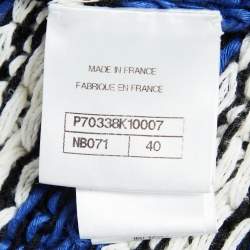 MADE IN FRANCE
FABRIQUE EN FRANCE
P70338K10007
NB071 40